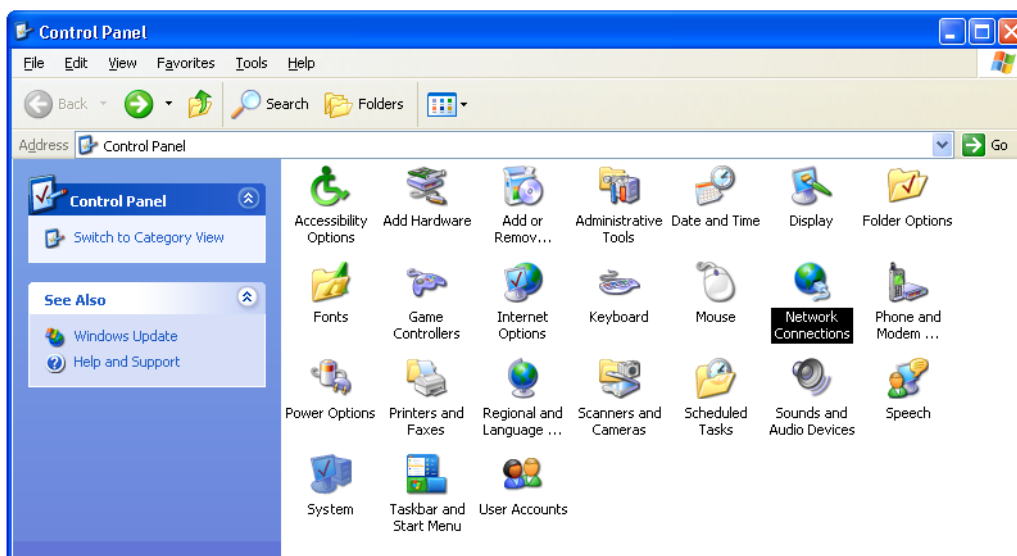 Control Panel
File Edit View Favorites Tools Help
Back Search Folders
Address Control Panel Go
Control Panel
Switch to Category View
See Also
Windows Update
Help and Support
Accessibility Options
Add Hardware
Add or Remov...
Administrative Tools
Date and Time
Display
Folder Options
Fonts
Game Controllers
Internet Options
Keyboard
Mouse
Network Connections
Phone and Modem ...
Power Options
Printers and Faxes
Regional and Language ...
Scanners and Cameras
Scheduled Tasks
Sounds and Audio Devices
Speech
System
Taskbar and Start Menu
User Accounts